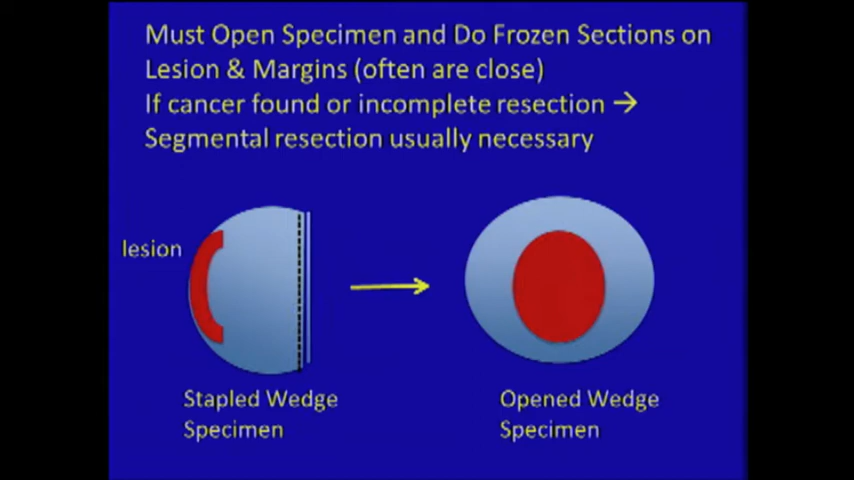 Must Open Specimen and Do Frozen Sections on
Lesion & Margins (often are close)
If cancer found or incomplete resection →
Segmental resection usually necessary
lesion
Stapled Wedge
Specimen
Opened Wedge
Specimen